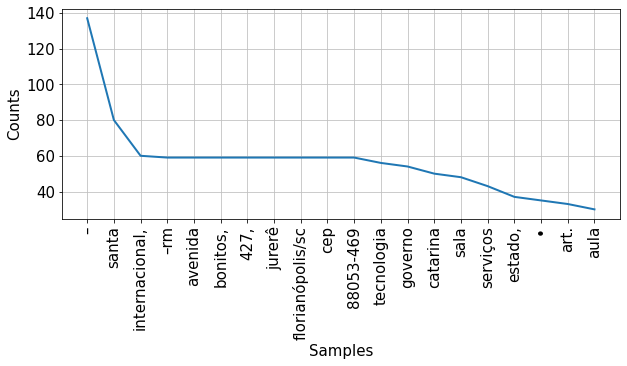 140
120
100
80
60
40
Counts
–
santa
internacional,
–rm
avenida
bonitos,
427,
jurerê
florianópolis/sc
cep
88053-469
tecnologia
governo
catarina
sala
serviços
estado,
•
art.
aula
Samples